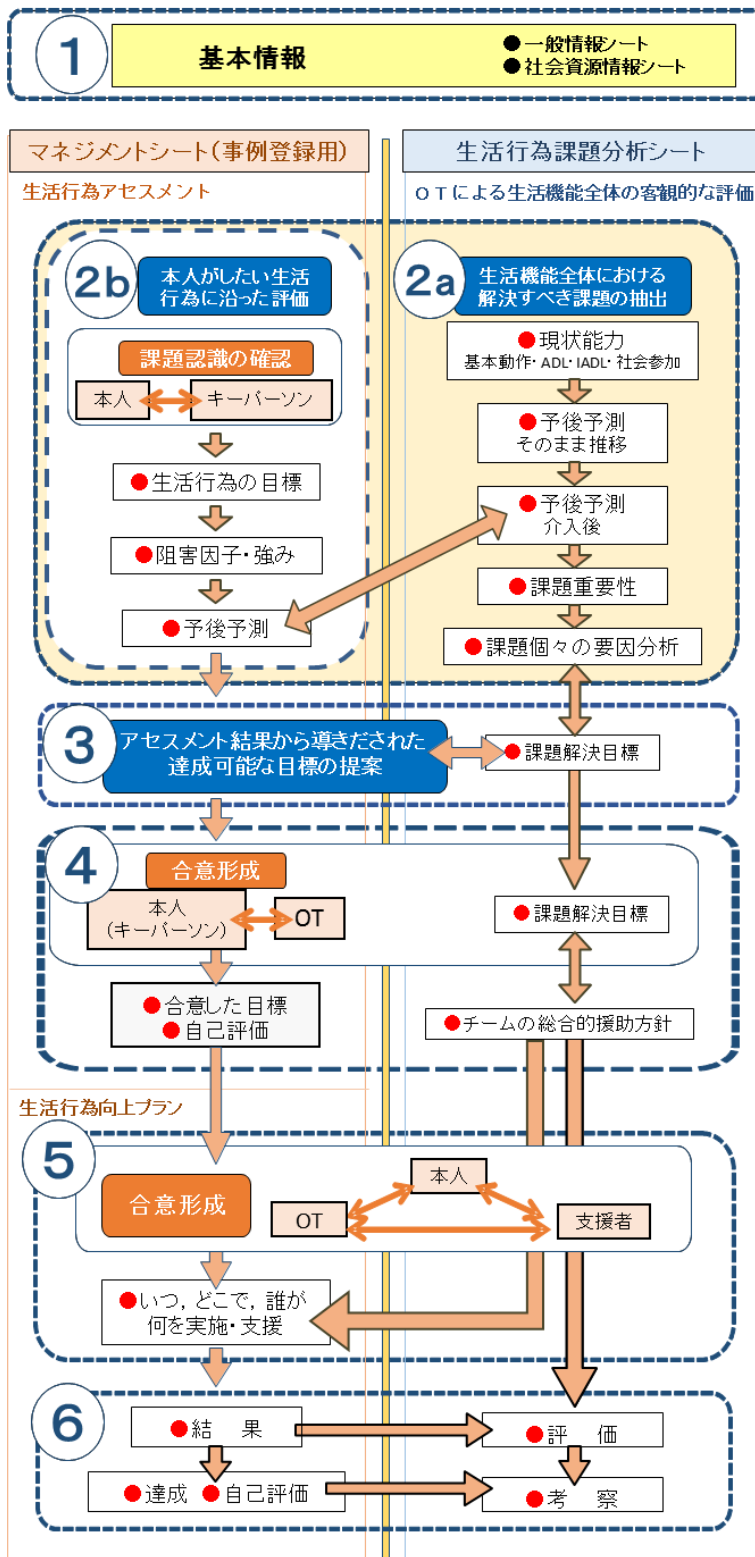 1
基本情報
●一般情報シート
●社会資源情報シート
マネジメントシート(事例登録用)
生活行為課題分析シート
生活行為アセスメント
OTによる生活機能全体の客観的な評価
2b
本人がしたい生活
行為に沿った評価
2a
生活機能全体における
解決すべき課題の抽出
課題認識の確認
本人
キーパーソン
●現状能力
基本動作・ADL・IADL・社会参加
●予後予測
そのまま推移
●生活行為の目標
●予後予測
介入後
●阻害因子・強み
●課題重要性
●予後予測
●課題個々の要因分析
3
アセスメント結果から導きだされた
達成可能な目標の提案
●課題解決目標
4
合意形成
本人
(キーパーソン)
OT
●課題解決目標
●合意した目標
●自己評価
●チームの総合的援助方針
生活行為向上プラン
5
合意形成
本人
OT
支援者
●いつ, どこで, 誰が
何を実施・支援
6
●結 果
●評 価
●達成 ●自己評価
●考 察